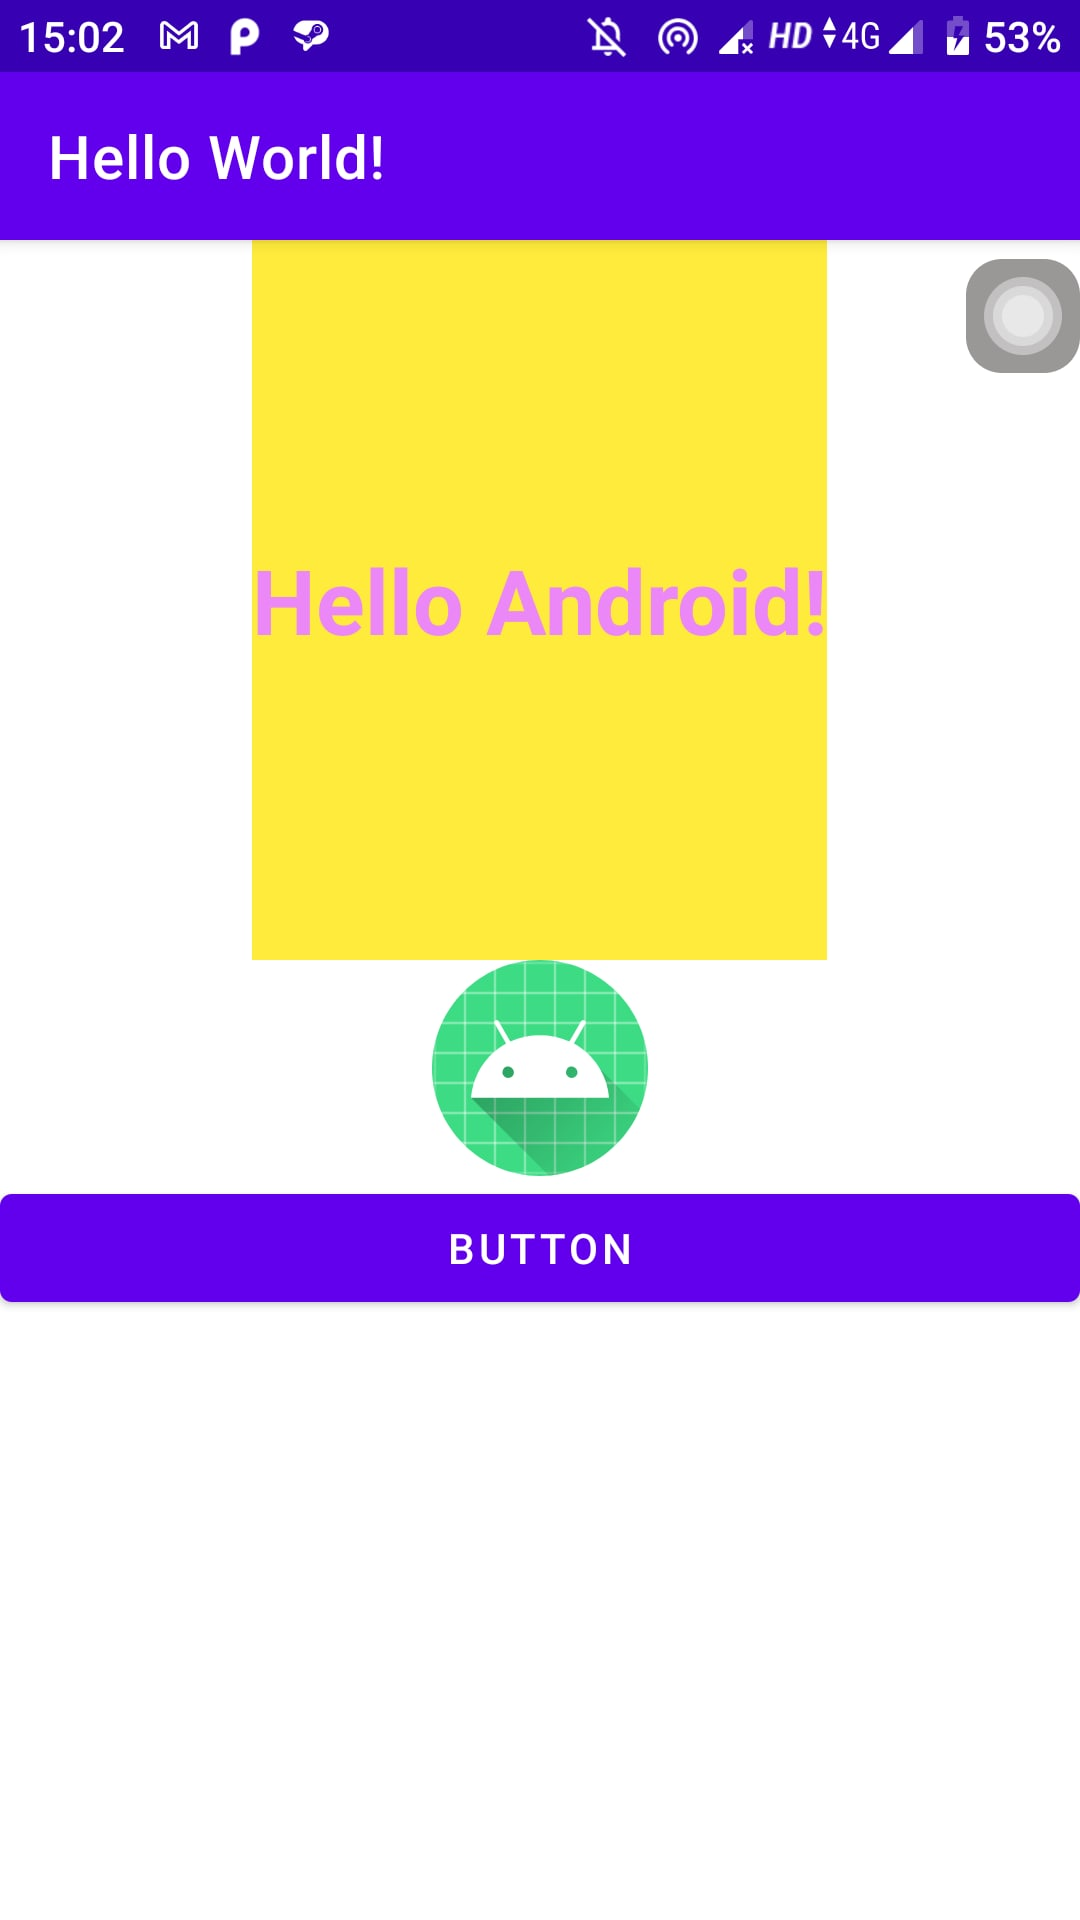 15:02 HD 4G 53%
Hello World!
Hello Android!
BUTTON